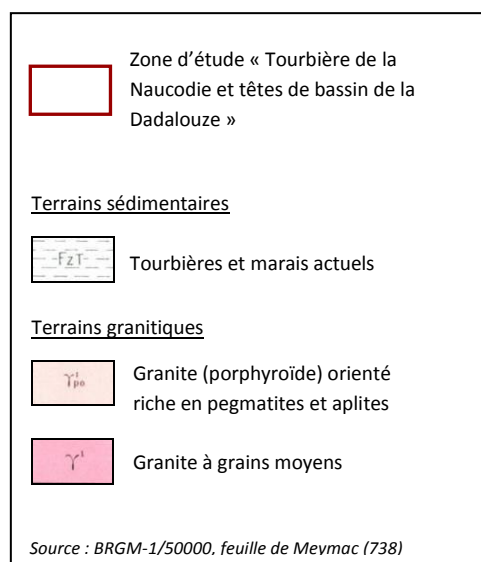 Zone d’étude « Tourbière de la
Naucodie et têtes de bassin de la
Dadalouze »
Terrains sédimentaires
FzT
Tourbières et marais actuels
Terrains granitiques
γ¹po
Granite (porphyroïde) orienté
riche en pegmatites et aplites
γ¹
Granite à grains moyens
Source : BRGM-1/50000, feuille de Meymac (738)